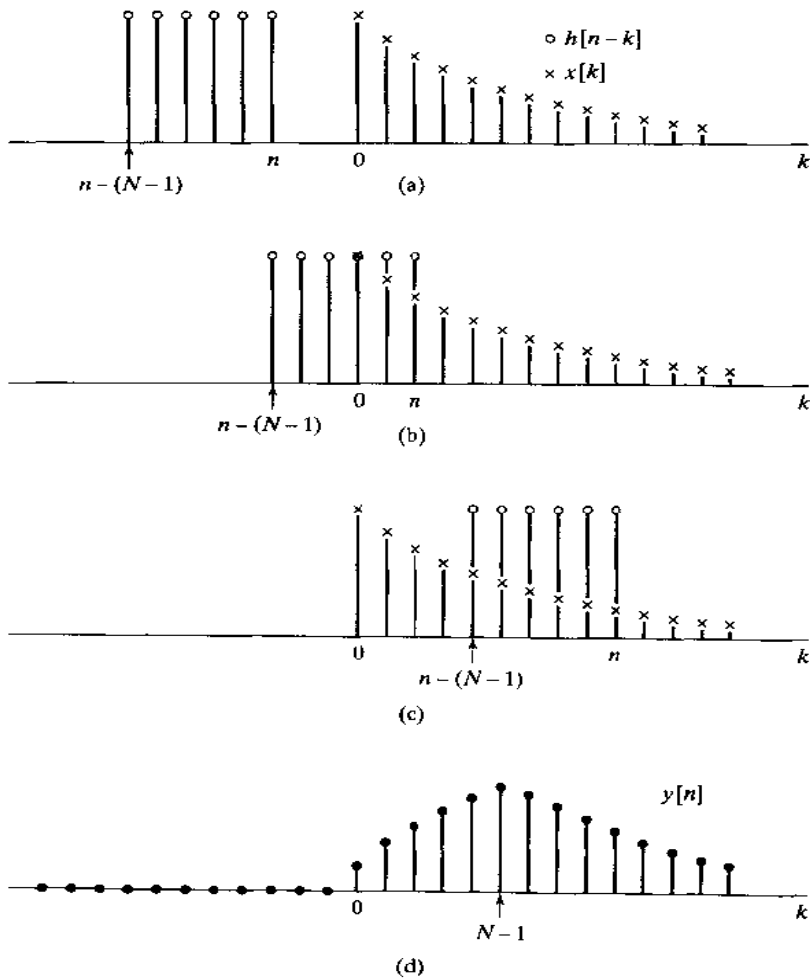 h[n − k]
x[k]
n − (N − 1)
n
0
k
(a)
n − (N − 1)
0
n
k
(b)
0
n − (N − 1)
n
k
(c)
y[n]
0
N − 1
k
(d)